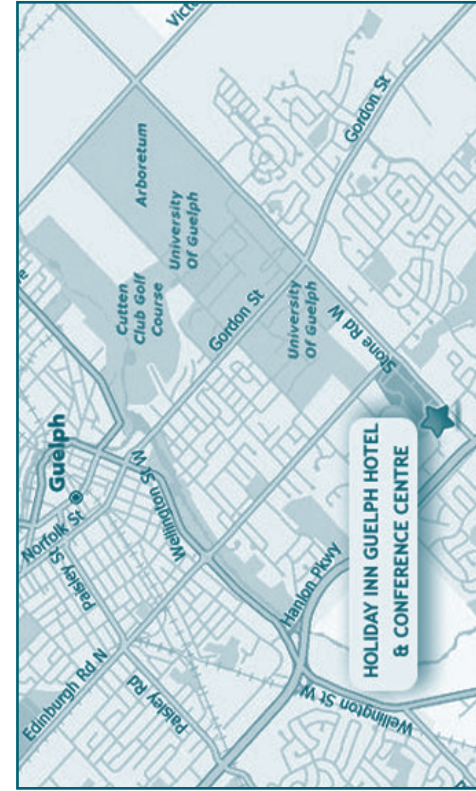 Victo
Arboretum
University
Of Guelph
Cutten
Club Golf
Course
Gordon St
Gordon St
University
Of Guelph
Stone Rd W
Guelph
Norfolk St
Paisley St
Wellington St W
Edinburgh Rd N
Paisley Rd
Hanlon Pkwy
Wellington St W
HOLIDAY INN GUELPH HOTEL
& CONFERENCE CENTRE